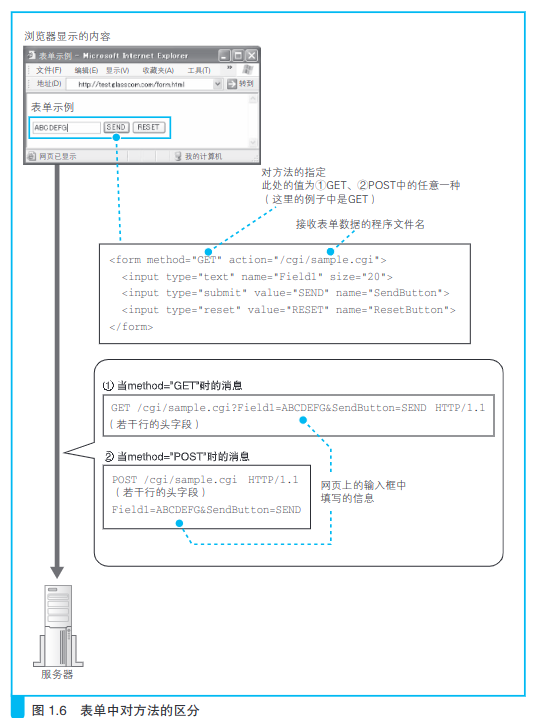 浏览器显示的内容
表单示例 - Microsoft Internet Explorer
文件(F) 编辑(E) 显示(V) 收藏夹(A) 工具(T) »
地址(D) http://test.glasscom.com/form.html 转到
表单示例
ABCDEFG SEND RESET
网页已显示 我的计算机
对方法的指定
此处的值为①GET、②POST中的任意一种
（这里的例子中是GET）
接收表单数据的程序文件名
<form method="GET" action="/cgi/sample.cgi">
<input type="text" name="Field1" size="20">
<input type="submit" value="SEND" name="SendButton">
<input type="reset" value="RESET" name="ResetButton">
</form>
① 当method="GET"时的消息
GET /cgi/sample.cgi?Field1=ABCDEFG&SendButton=SEND HTTP/1.1
（若干行的头字段）
② 当method="POST"时的消息
POST /cgi/sample.cgi HTTP/1.1
（若干行的头字段）
Field1=ABCDEFG&SendButton=SEND
网页上的输入框中
填写的信息
服务器
图 1.6 表单中对方法的区分